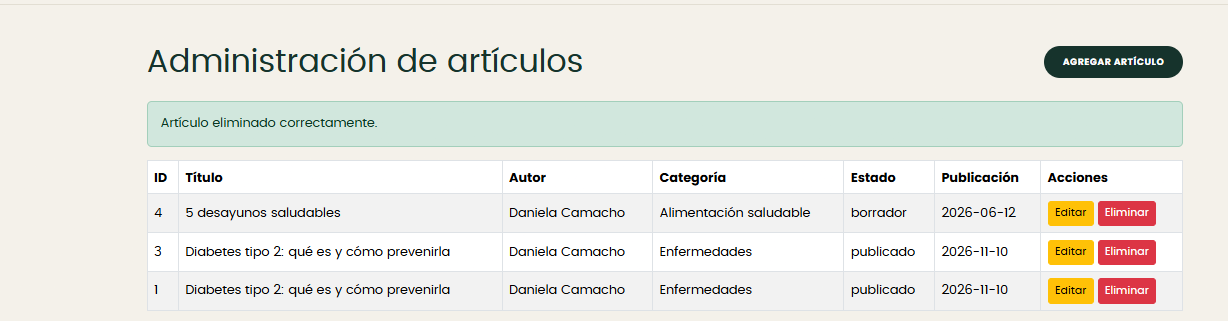 Administración de artículos
AGREGAR ARTÍCULO
Artículo eliminado correctamente.
ID Título Autor Categoría Estado Publicación Acciones
4 5 desayunos saludables Daniela Camacho Alimentación saludable borrador 2026-06-12 Editar Eliminar
3 Diabetes tipo 2: qué es y cómo prevenirla Daniela Camacho Enfermedades publicado 2026-11-10 Editar Eliminar
1 Diabetes tipo 2: qué es y cómo prevenirla Daniela Camacho Enfermedades publicado 2026-11-10 Editar Eliminar